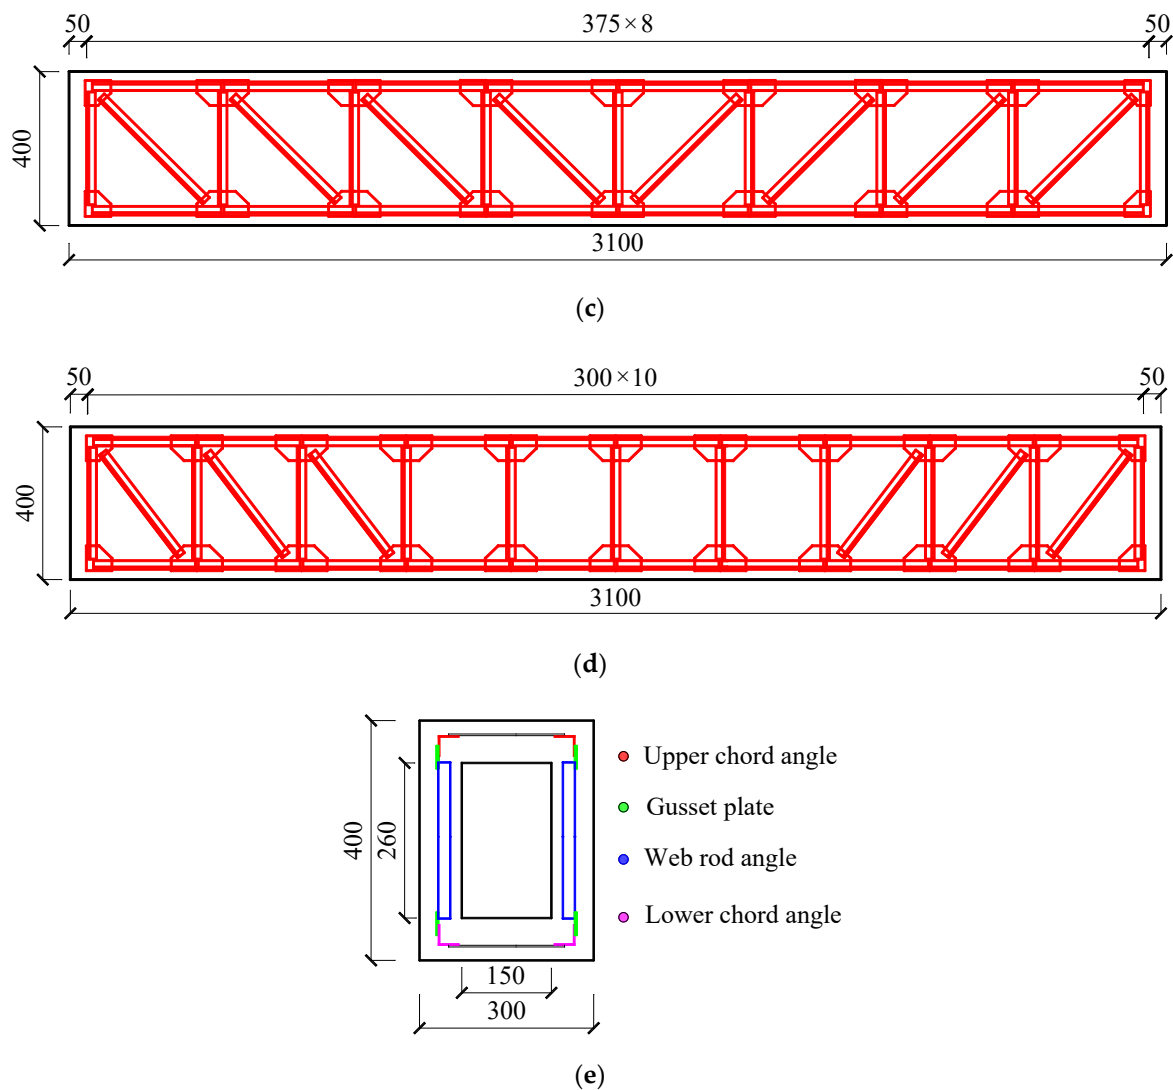 50 375×8 50
400
3100
(c)
50 300×10 50
400
3100
(d)
400
260
150
300
Upper chord angle
Gusset plate
Web rod angle
Lower chord angle
(e)